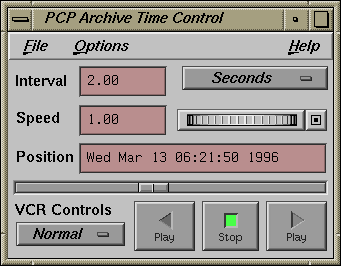 PCP Archive Time Control
File Options Help
Interval 2.00 Seconds
Speed 1.00
Position Wed Mar 13 06:21:50 1996
VCR Controls
Normal
Play Stop Play